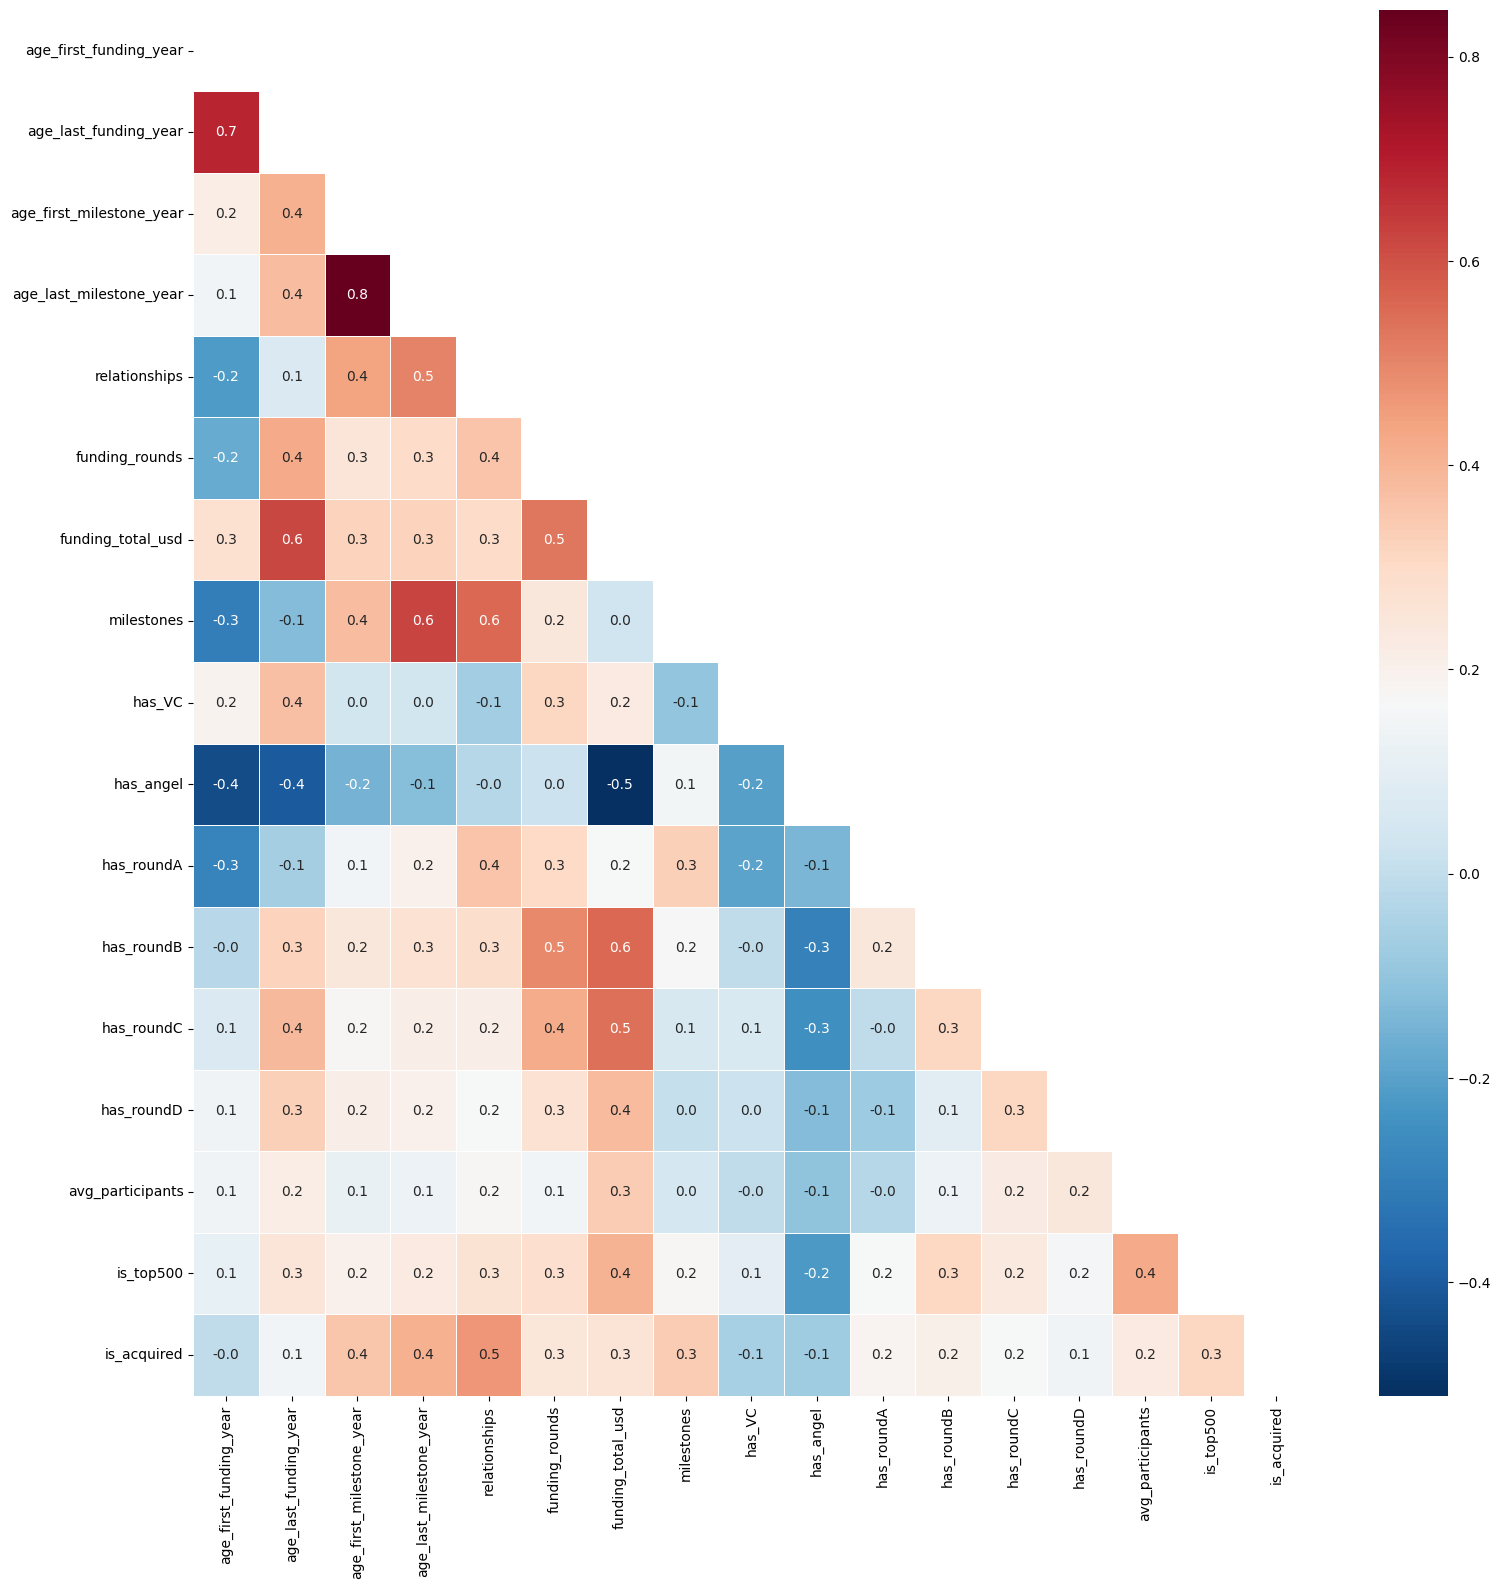 age_first_funding_year
age_last_funding_year 0.7
age_first_milestone_year 0.2 0.4
age_last_milestone_year 0.1 0.4 0.8
relationships -0.2 0.1 0.4 0.5
funding_rounds -0.2 0.4 0.3 0.3 0.4
funding_total_usd 0.3 0.6 0.3 0.3 0.3 0.5
milestones -0.3 -0.1 0.4 0.6 0.6 0.2 0.0
has_VC 0.2 0.4 0.0 0.0 -0.1 0.3 0.2 -0.1
has_angel -0.4 -0.4 -0.2 -0.1 -0.0 0.0 -0.5 0.1 -0.2
has_roundA -0.3 -0.1 0.1 0.2 0.4 0.3 0.2 0.3 -0.2 -0.1
has_roundB -0.0 0.3 0.2 0.3 0.3 0.5 0.6 0.2 -0.0 -0.3 0.2
has_roundC 0.1 0.4 0.2 0.2 0.2 0.4 0.5 0.1 0.1 -0.3 -0.0 0.3
has_roundD 0.1 0.3 0.2 0.2 0.2 0.3 0.4 0.0 0.0 -0.1 -0.1 0.1 0.3
avg_participants 0.1 0.2 0.1 0.1 0.2 0.1 0.3 0.0 -0.0 -0.1 -0.0 0.1 0.2 0.2
is_top500 0.1 0.3 0.2 0.2 0.3 0.3 0.4 0.2 0.1 -0.2 0.2 0.3 0.2 0.2 0.4
is_acquired -0.0 0.1 0.4 0.4 0.5 0.3 0.3 0.3 -0.1 -0.1 0.2 0.2 0.2 0.1 0.2 0.3
age_first_funding_year
age_last_funding_year
age_first_milestone_year
age_last_milestone_year
relationships
funding_rounds
funding_total_usd
milestones
has_VC
has_angel
has_roundA
has_roundB
has_roundC
has_roundD
avg_participants
is_top500
is_acquired
0.8
0.6
0.4
0.2
0.0
−0.2
−0.4